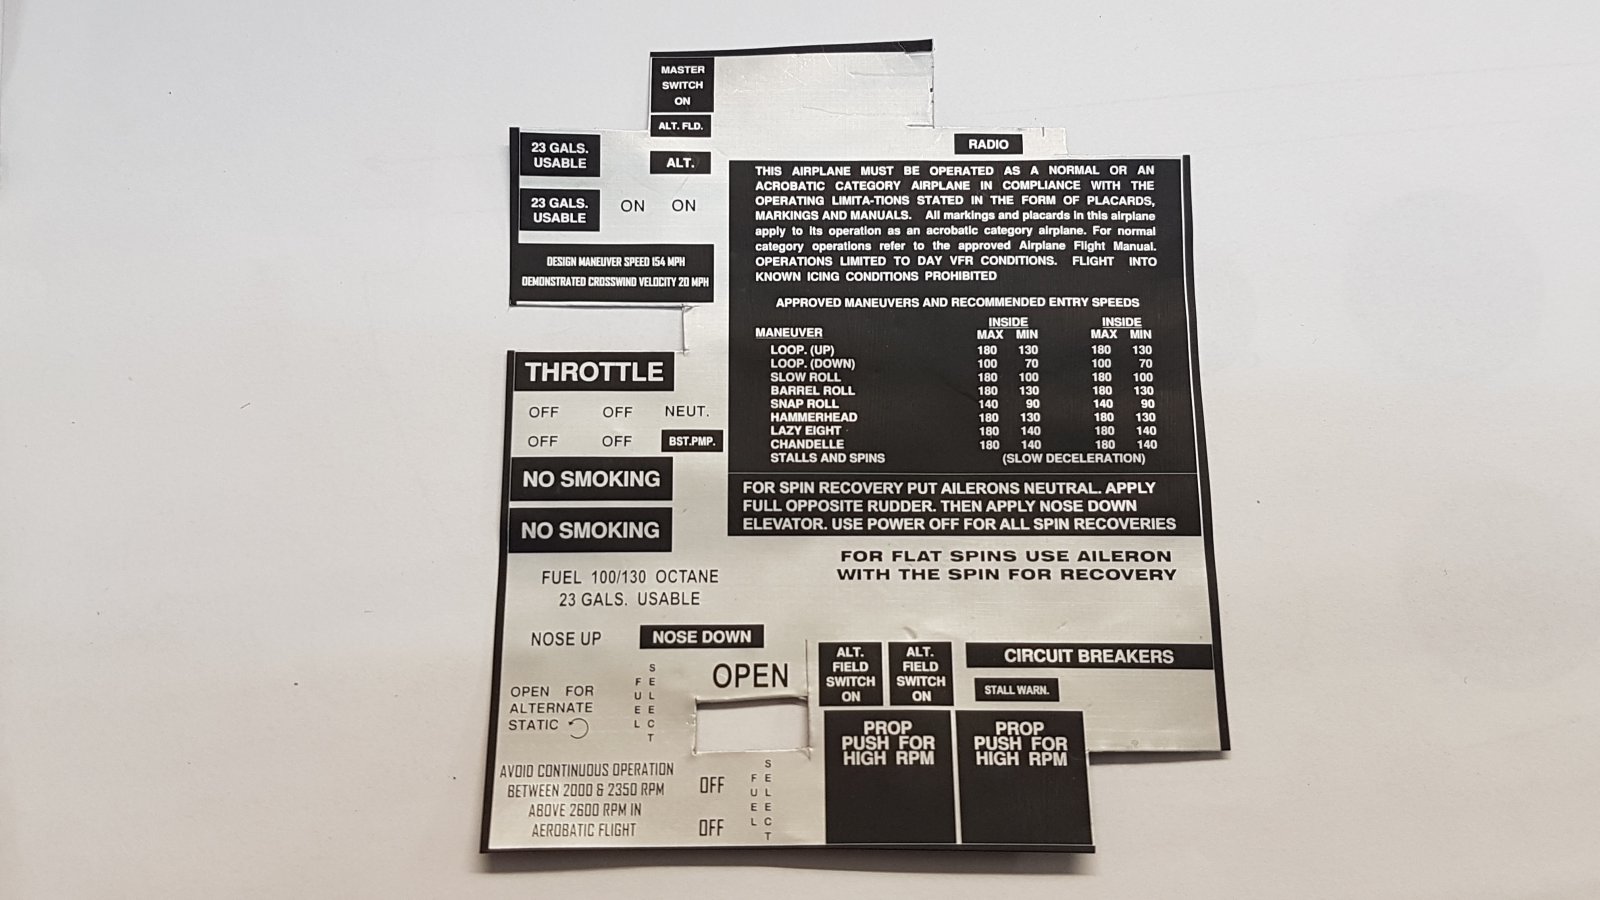 MASTER
SWITCH
ON
ALT. FLD.
ALT.
23 GALS.
USABLE
23 GALS.
USABLE
ON ON
DESIGN MANEUVER SPEED 154 MPH
DEMONSTRATED CROSSWIND VELOCITY 20 MPH
RADIO
THIS AIRPLANE MUST BE OPERATED AS A NORMAL OR AN
ACROBATIC CATEGORY AIRPLANE IN COMPLIANCE WITH THE
OPERATING LIMITA-TIONS STATED IN THE FORM OF PLACARDS,
MARKINGS AND MANUALS. All markings and placards in this airplane
apply to its operation as an acrobatic category airplane. For normal
category operations refer to the approved Airplane Flight Manual.
OPERATIONS LIMITED TO DAY VFR CONDITIONS. FLIGHT INTO
KNOWN ICING CONDITIONS PROHIBITED
APPROVED MANEUVERS AND RECOMMENDED ENTRY SPEEDS
INSIDE INSIDE
MANEUVER MAX MIN MAX MIN
LOOP. (UP) 180 130 180 130
LOOP. (DOWN) 100 70 100 70
SLOW ROLL 180 100 180 100
BARREL ROLL 180 130 180 130
SNAP ROLL 140 90 140 90
HAMMERHEAD 180 130 180 130
LAZY EIGHT 180 140 180 140
CHANDELLE 180 140 180 140
STALLS AND SPINS (SLOW DECELERATION)
FOR SPIN RECOVERY PUT AILERONS NEUTRAL. APPLY
FULL OPPOSITE RUDDER. THEN APPLY NOSE DOWN
ELEVATOR. USE POWER OFF FOR ALL SPIN RECOVERIES
FOR FLAT SPINS USE AILERON
WITH THE SPIN FOR RECOVERY
THROTTLE
OFF OFF NEUT.
OFF OFF BST.PMP.
NO SMOKING
NO SMOKING
FUEL 100/130 OCTANE
23 GALS. USABLE
NOSE UP NOSE DOWN
OPEN FOR
ALTERNATE
STATIC
FUEL SELECT
OPEN
ALT.
FIELD
SWITCH
ON
ALT.
FIELD
SWITCH
ON
CIRCUIT BREAKERS
STALL WARN.
PROP
PUSH FOR
HIGH RPM
PROP
PUSH FOR
HIGH RPM
AVOID CONTINUOUS OPERATION
BETWEEN 2000 & 2350 RPM
ABOVE 2600 RPM IN
AEROBATIC FLIGHT
OFF
OFF
FUEL SELECT